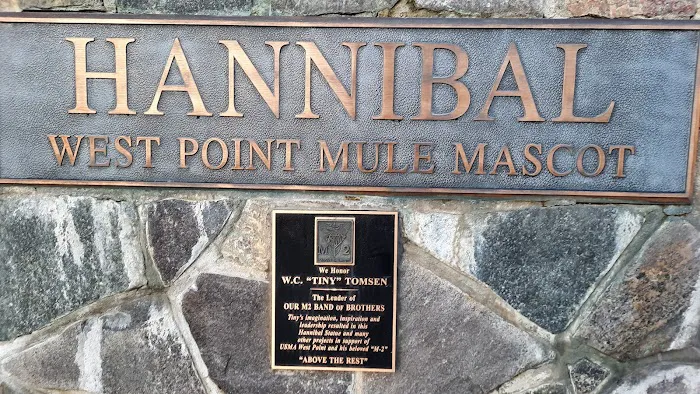 HANNIBAL
WEST POINT MULE MASCOT
M 2
We Honor
W.C. "TINY" TOMSEN
The Leader of
OUR M2 BAND OF BROTHERS
Tiny's imagination, inspiration and
leadership resulted in this
Hannibal Statue and many
other projects in support of
USMA West Point and his beloved "M-2"
"ABOVE THE REST"